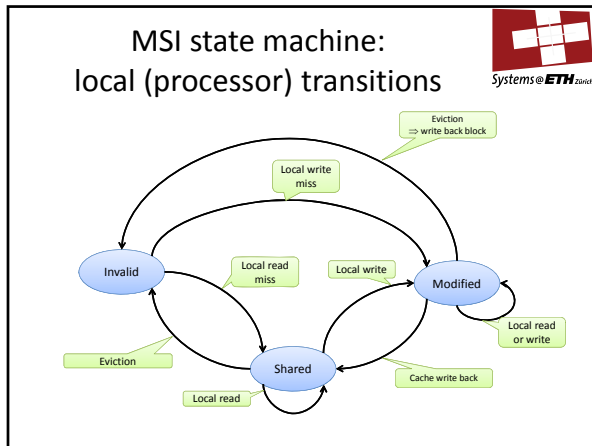 MSI state machine:
local (processor) transitions
Systems@ETH Zürich
Eviction
⇒ write back block
Local write
miss
Invalid
Local read
miss
Local write
Modified
Local read
or write
Eviction
Shared
Cache write back
Local read